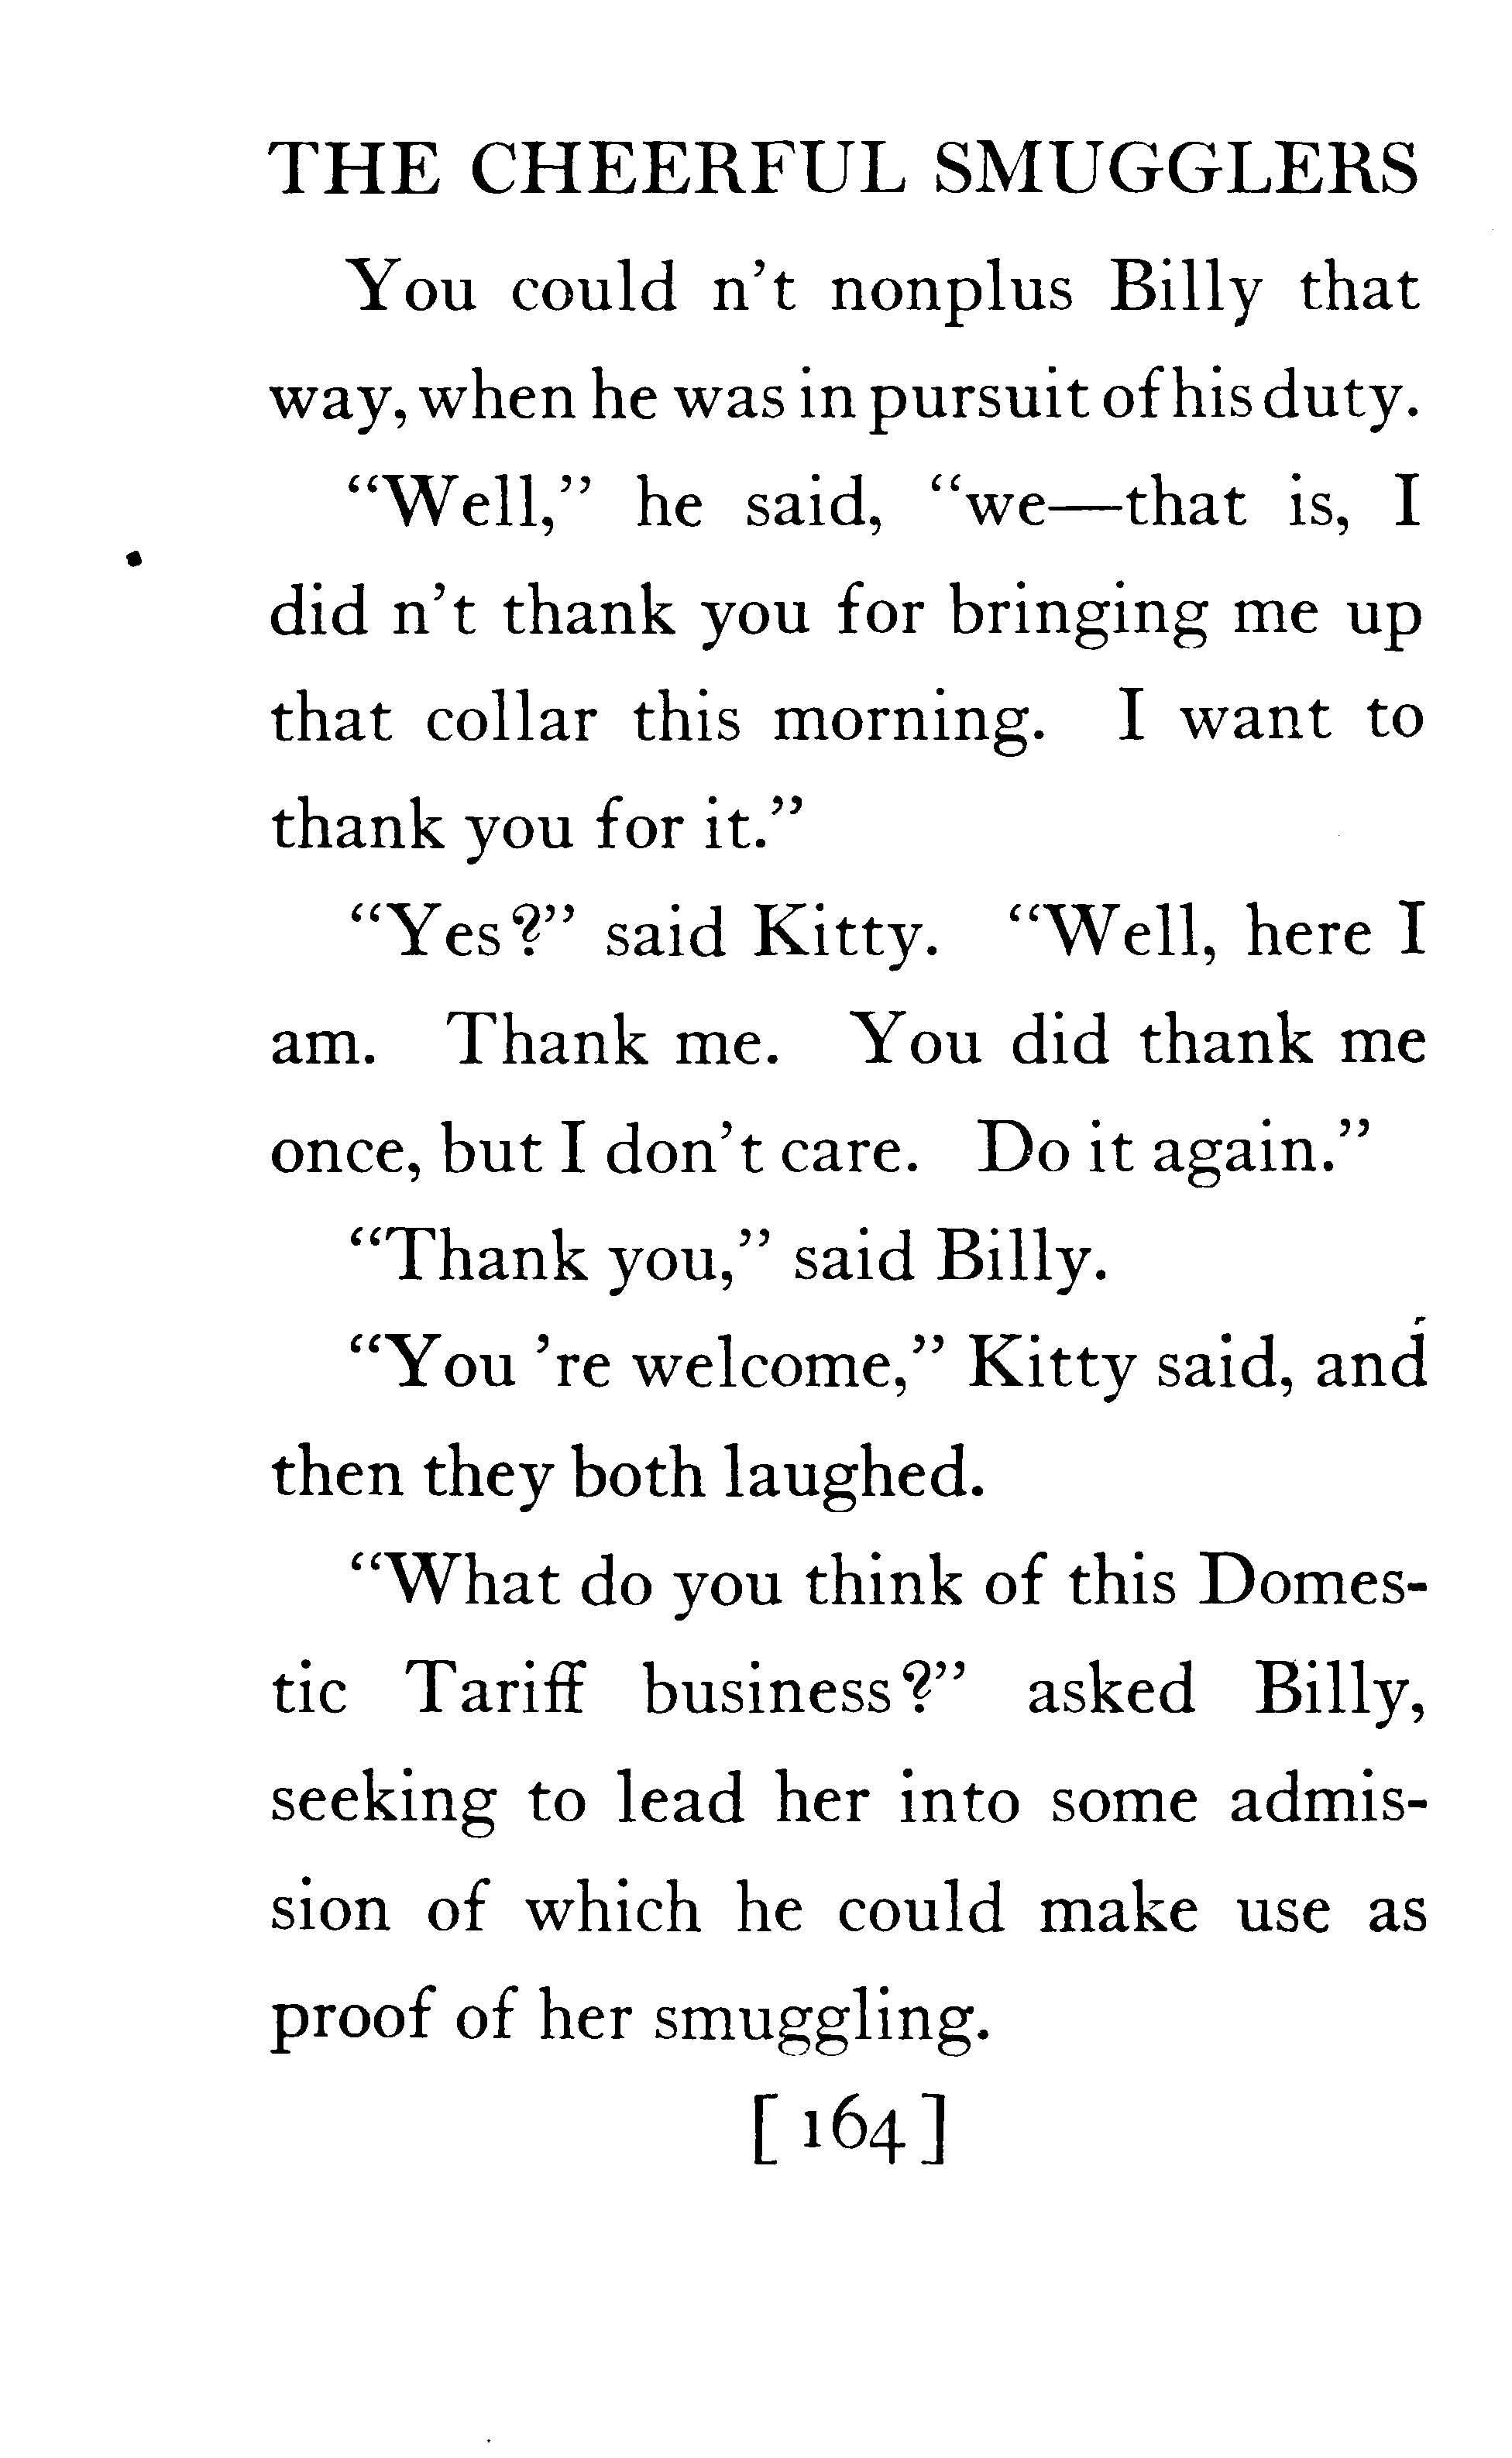 THE CHEERFUL SMUGGLERS
You could n't nonplus Billy that
way, when he was in pursuit of his duty.
“Well,” he said, “we—that is, I
did n't thank you for bringing me up
that collar this morning. I want to
thank you for it.”
“Yes?” said Kitty. “Well, here I
am. Thank me. You did thank me
once, but I don't care. Do it again.”
“Thank you,” said Billy.
“You 're welcome,” Kitty said, and
then they both laughed.
“What do you think of this Domes-
tic Tariff business?” asked Billy,
seeking to lead her into some admis-
sion of which he could make use as
proof of her smuggling.
[164]